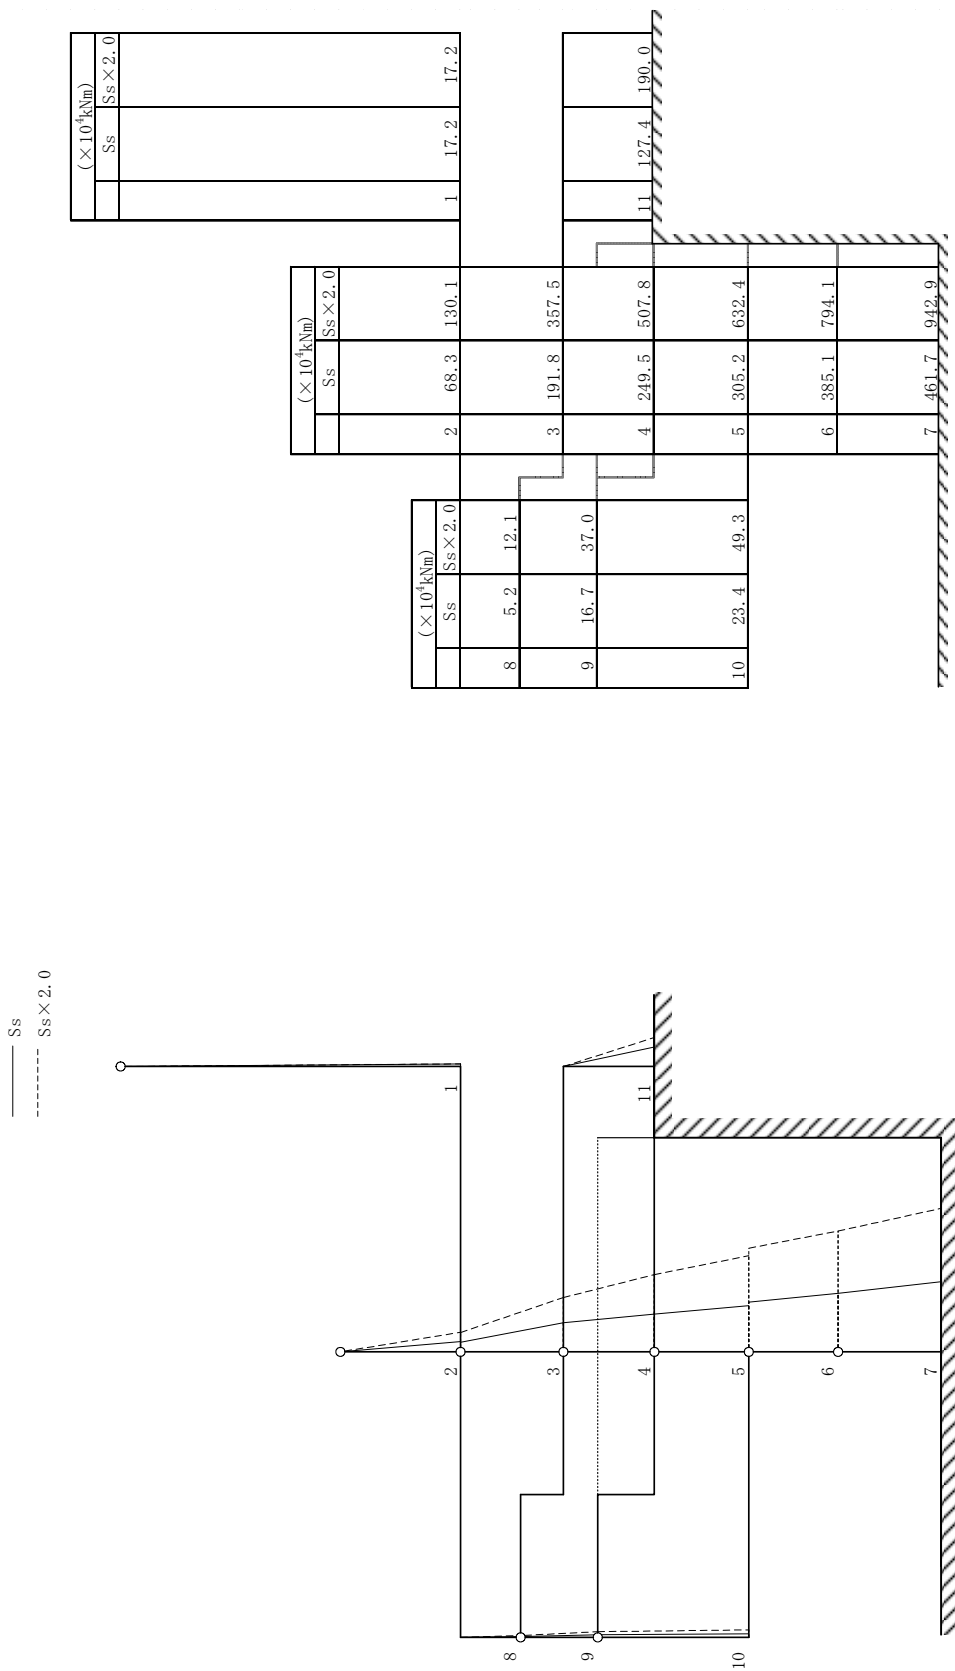 (×10⁴kNm)
Ss Ss×2.0
1 17.2 17.2
11 127.4 190.0
(×10⁴kNm)
Ss Ss×2.0
2 68.3 130.1
3 191.8 357.5
4 249.5 507.8
5 305.2 632.4
6 385.1 794.1
7 461.7 942.9
(×10⁴kNm)
Ss Ss×2.0
8 5.2 12.1
9 16.7 37.0
10 23.4 49.3
Ss
Ss×2.0
1
11
2
3
4
5
6
7
8
9
10